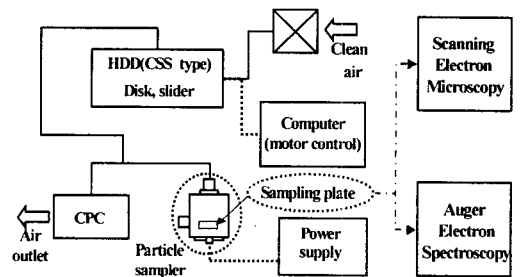 HDD(CSS type)
Disk, slider
Clean
air
Scanning
Electron
Microscopy
Computer
(motor control)
Sampling plate
CPC
Air
outlet
Particle
sampler
Power
supply
Auger
Electron
Spectroscopy